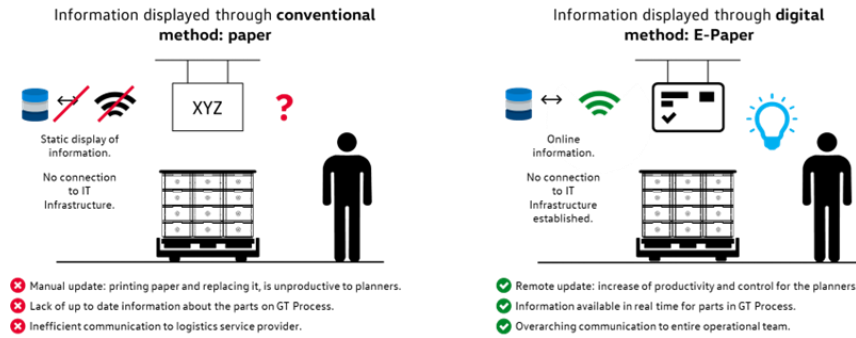 Information displayed through conventional
method: paper
XYZ
?
Static display of
information.
No connection
to IT
Infrastructure.
Manual update: printing paper and replacing it, is unproductive to planners.
Lack of up to date information about the parts on GT Process.
Inefficient communication to logistics service provider.
Information displayed through digital
method: E-Paper
Online
information.
No connection
to IT
Infrastructure
established.
Remote update: increase of productivity and control for the planners
Information available in real time for parts in GT Process.
Overarching communication to entire operational team.